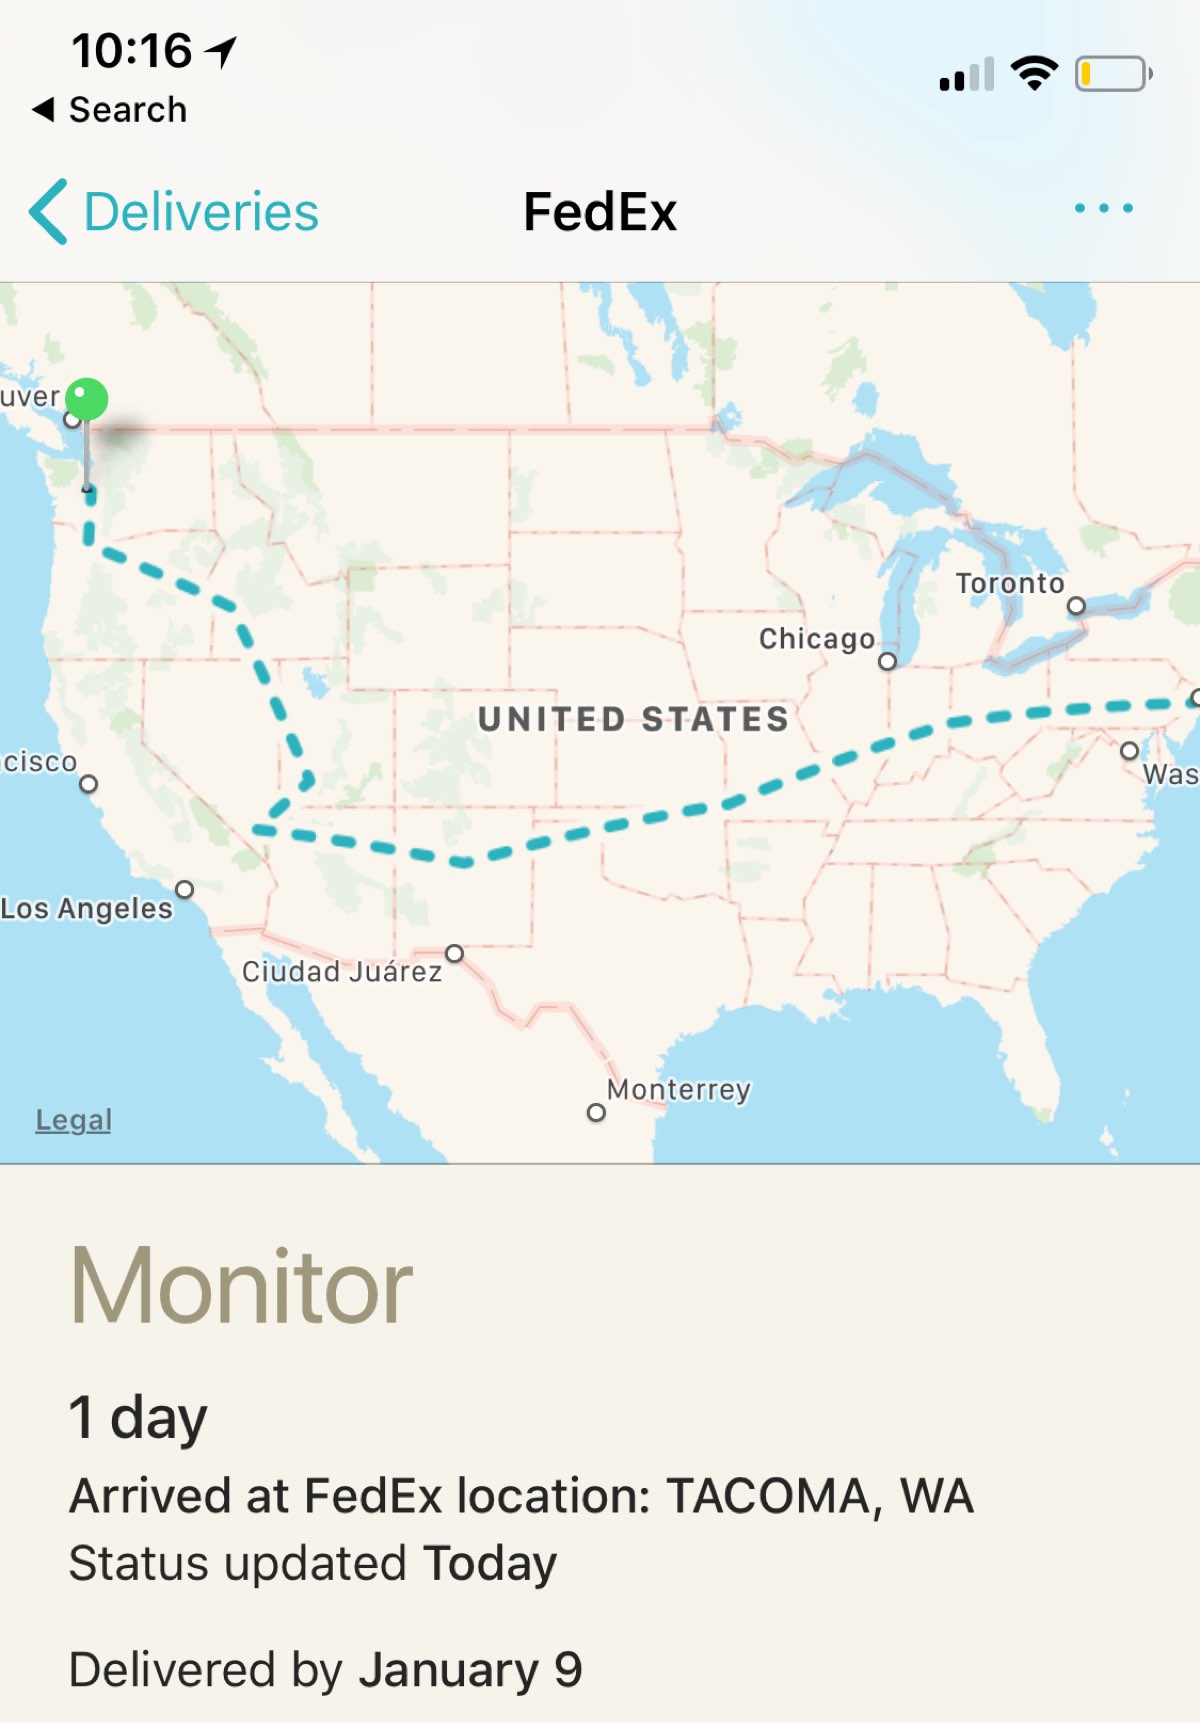 10:16
Search
Deliveries
FedEx
uver
Toronto
Chicago
UNITED STATES
cisco
Was
Los Angeles
Ciudad Juárez
Monterrey
Legal
Monitor
1 day
Arrived at FedEx location: TACOMA, WA
Status updated Today
Delivered by January 9